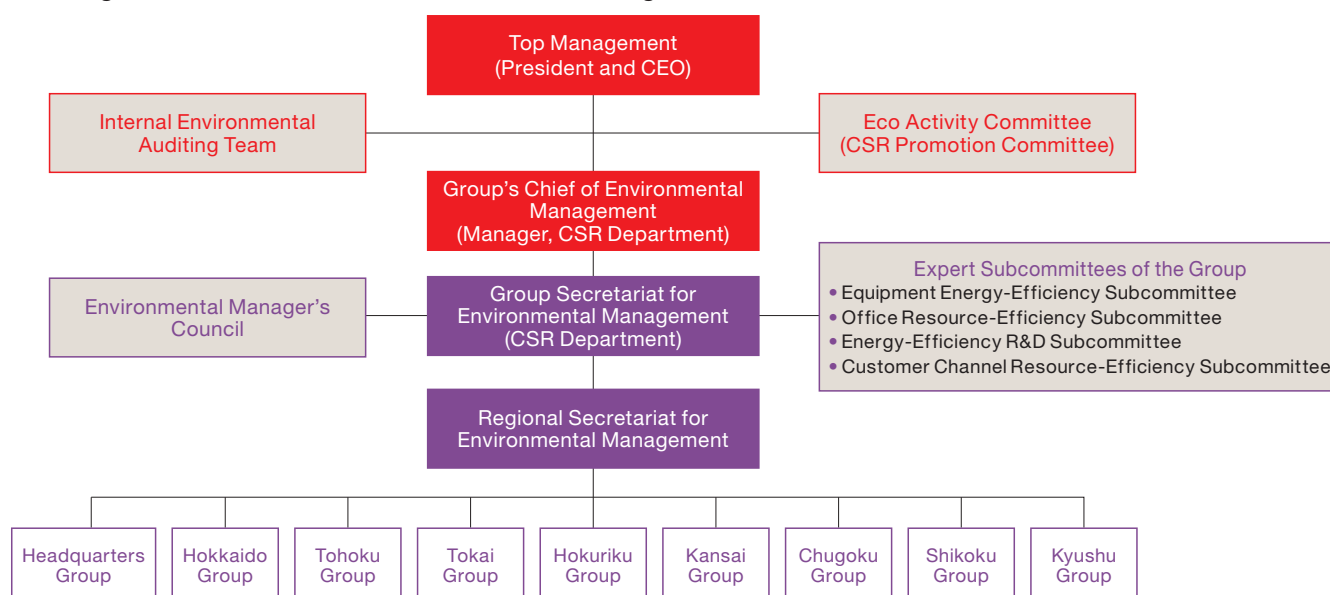 Top Management
(President and CEO)
Internal Environmental
Auditing Team
Eco Activity Committee
(CSR Promotion Committee)
Group's Chief of Environmental
Management
(Manager, CSR Department)
Environmental Manager's
Council
Group Secretariat for
Environmental Management
(CSR Department)
Expert Subcommittees of the Group
• Equipment Energy-Efficiency Subcommittee
• Office Resource-Efficiency Subcommittee
• Energy-Efficiency R&D Subcommittee
• Customer Channel Resource-Efficiency Subcommittee
Regional Secretariat for
Environmental Management
Headquarters
Group
Hokkaido
Group
Tohoku
Group
Tokai
Group
Hokuriku
Group
Kansai
Group
Chugoku
Group
Shikoku
Group
Kyushu
Group